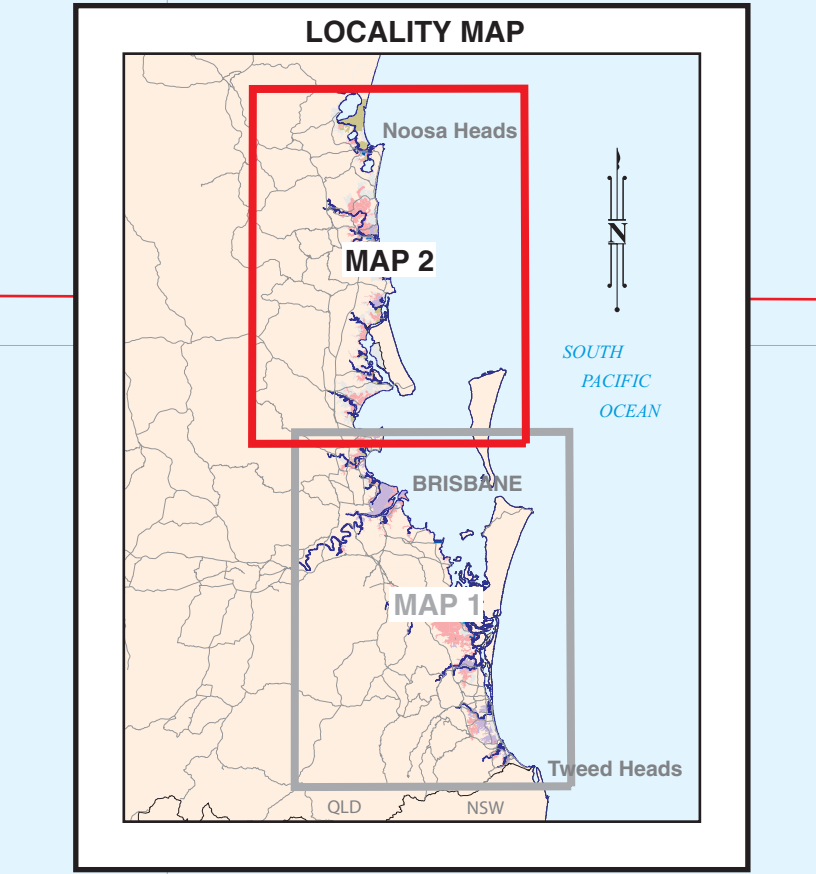 LOCALITY MAP
Noosa Heads
N
MAP 2
SOUTH
PACIFIC
OCEAN
BRISBANE
MAP 1
Tweed Heads
QLD
NSW